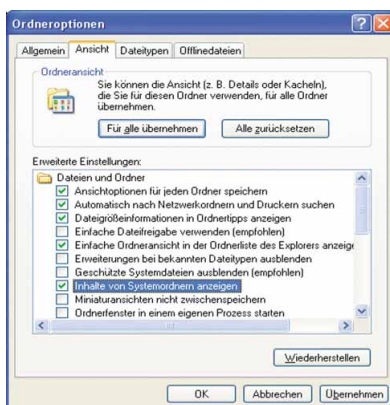 Ordneroptionen
Allgemein Ansicht Dateitypen Offlinedateien
Ordneransicht
Sie können die Ansicht (z. B. Details oder Kacheln),
die Sie für diesen Ordner verwenden, für alle Ordner
übernehmen.
Für alle übernehmen Alle zurücksetzen
Erweiterte Einstellungen:
Dateien und Ordner
Ansichtoptionen für jeden Ordner speichern
Automatisch nach Netzwerkordnern und Druckern suchen
Dateigrößeinformationen in Ordnertipps anzeigen
Einfache Dateifreigabe verwenden (empfohlen)
Einfache Ordneransicht in der Ordnerliste des Explorers anzeige
Erweiterungen bei bekannten Dateitypen ausblenden
Geschützte Systemdateien ausblenden (empfohlen)
Inhalte von Systemordnern anzeigen
Miniaturansichten nicht zwischenspeichern
Ordnerfenster in einem eigenen Prozess starten
Wiederherstellen
OK Abbrechen Übernehmen